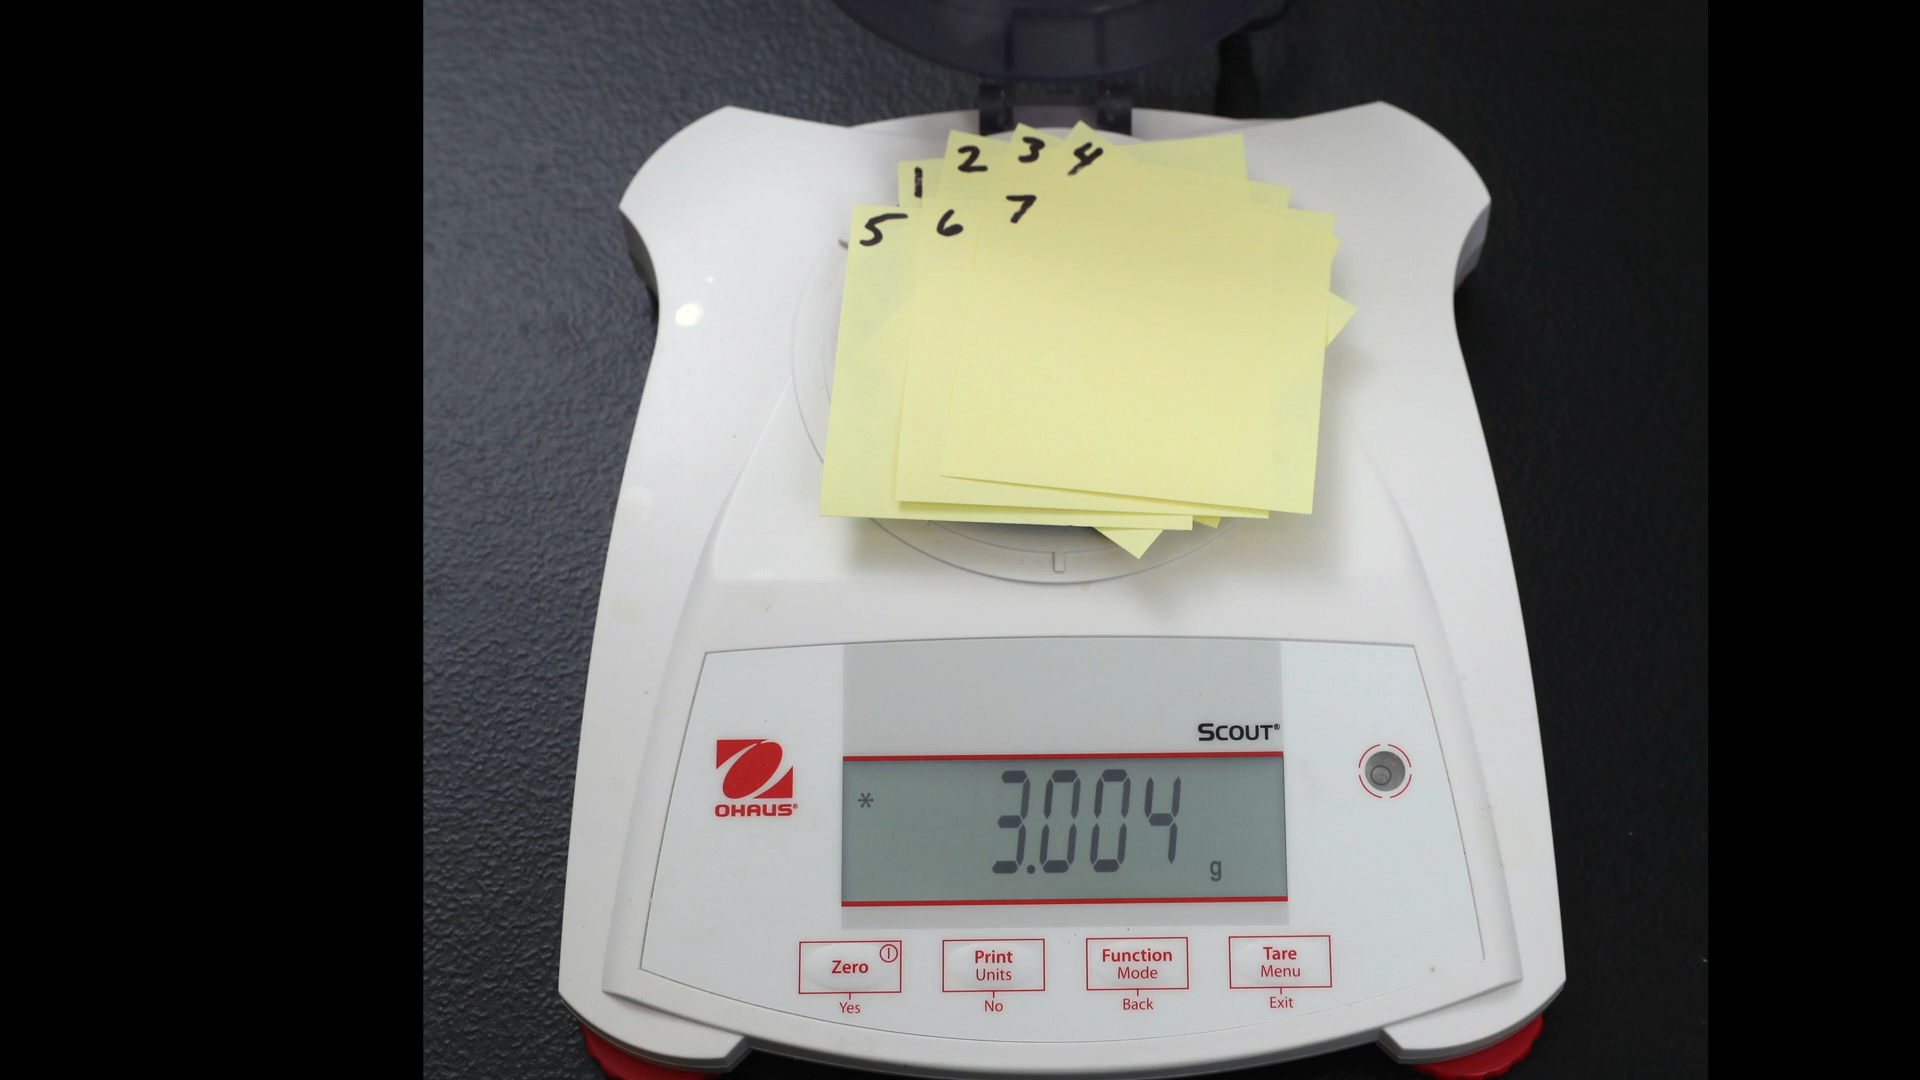 1 2 3 4
5 6 7
SCOUT®
OHAUS®
* 3.004 g
Zero Print Function Tare
Units Mode Menu
Yes No Back Exit